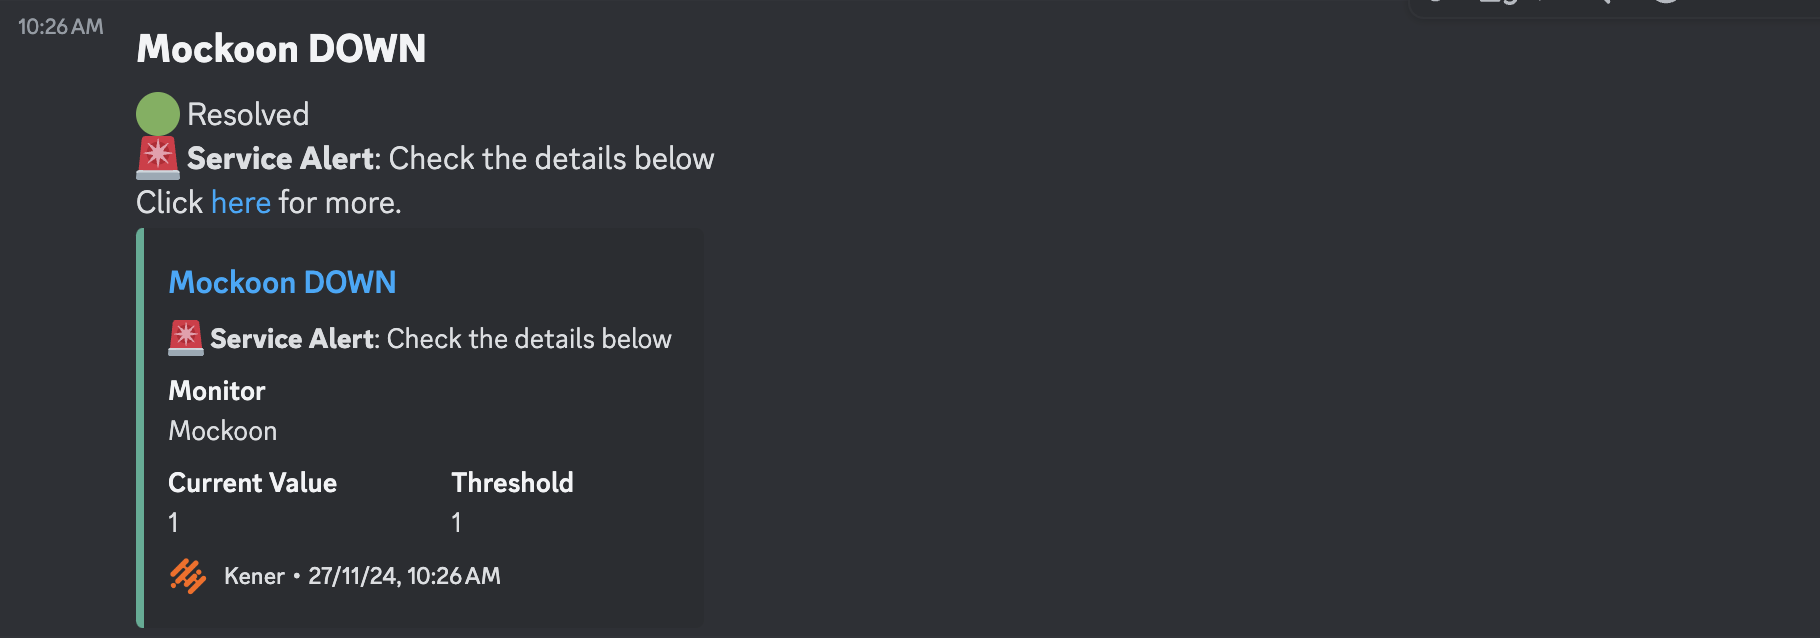 10:26 AM
Mockoon DOWN
Resolved
Service Alert: Check the details below
Click here for more.
Mockoon DOWN
Service Alert: Check the details below
Monitor
Mockoon
Current Value Threshold
1 1
Kener • 27/11/24, 10:26 AM